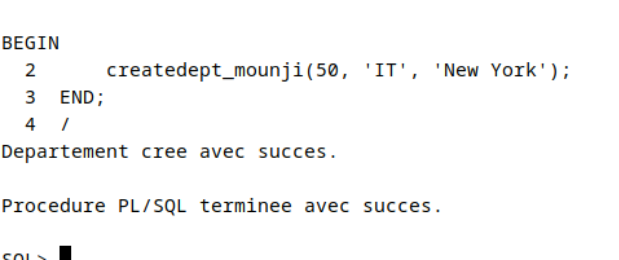 BEGIN
2 createdept_mounji(50, 'IT', 'New York');
3 END;
4 /
Departement cree avec succes.
Procedure PL/SQL terminee avec succes.
SQL>